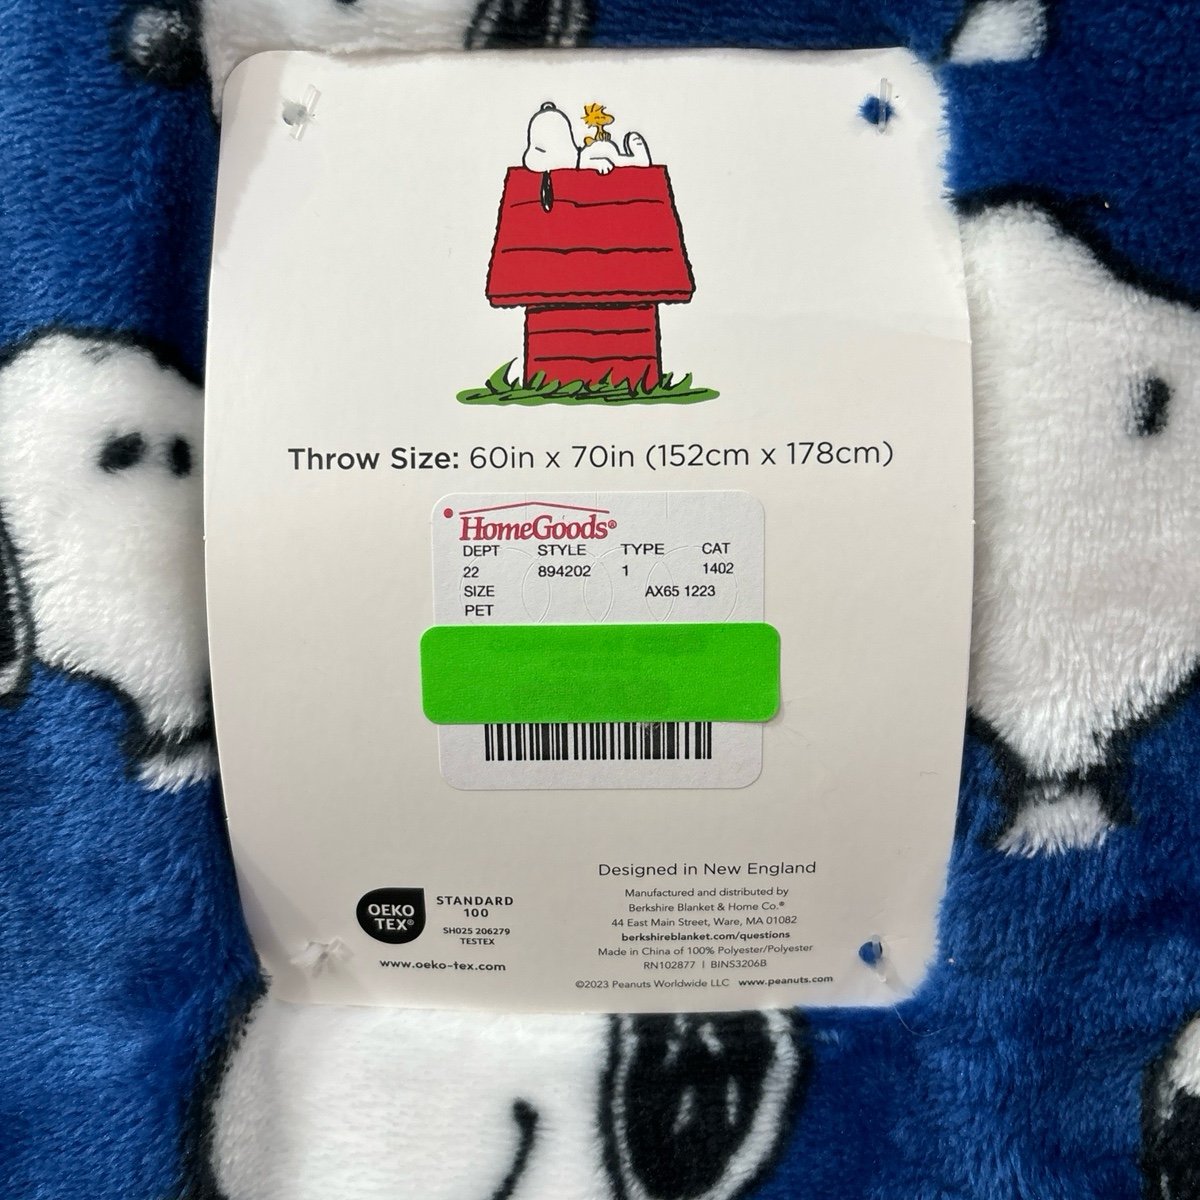 Throw Size: 60in x 70in (152cm x 178cm)
HomeGoods®
DEPT STYLE TYPE CAT
22 894202 1 1402
SIZE AX65 1223
PET
OEKO
TEX®
STANDARD
100
SH025 206279
TESTEX
www.oeko-tex.com
Designed in New England
Manufactured and distributed by
Berkshire Blanket & Home Co.®
44 East Main Street, Ware, MA 01082
berkshireblanket.com/questions
Made in China of 100% Polyester/Polyester
RN102877 | BINS3206B
©2023 Peanuts Worldwide LLC www.peanuts.com